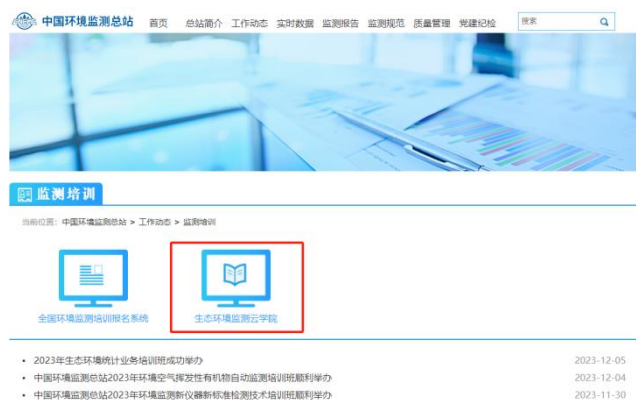 中国环境监测总站 首页 总站简介 工作动态 实时数据 监测报告 监测规范 质量管理 党建纪检 搜索
监测培训
当前位置：中国环境监测总站 > 工作动态 > 监测培训
全国环境监测培训报名系统 生态环境监测云学院
• 2023年生态环境统计业务培训班成功举办 2023-12-05
• 中国环境监测总站2023年环境空气挥发性有机物自动监测培训班顺利举办 2023-12-04
• 中国环境监测总站2023年环境监测新仪器新标准检测技术培训班顺利举办 2023-11-30